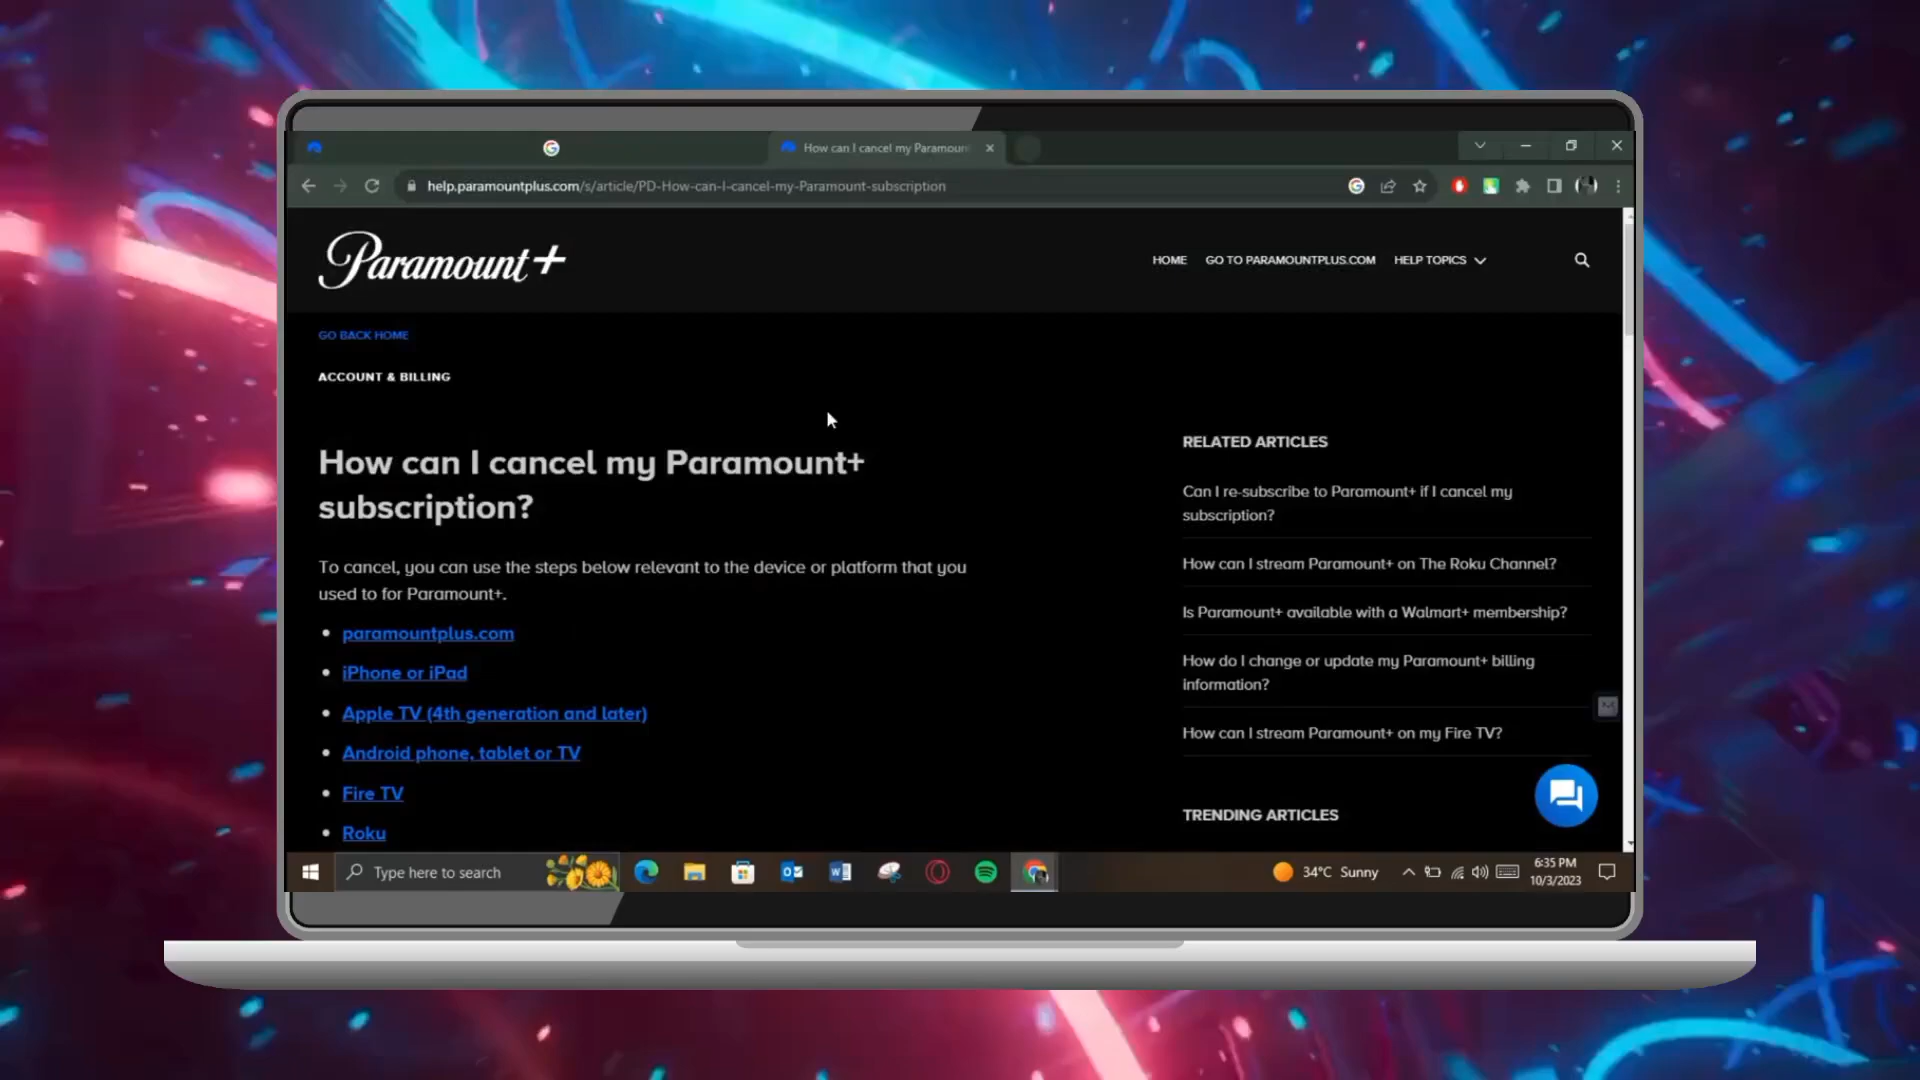 How can I cancel my Paramoun
help.paramountplus.com/s/article/PD-How-can-I-cancel-my-Paramount-subscription
Paramount+
HOME GO TO PARAMOUNTPLUS.COM HELP TOPICS
GO BACK HOME
ACCOUNT & BILLING
How can I cancel my Paramount+
subscription?
To cancel, you can use the steps below relevant to the device or platform that you
used to for Paramount+.
• paramountplus.com
• iPhone or iPad
• Apple TV (4th generation and later)
• Android phone, tablet or TV
• Fire TV
• Roku
RELATED ARTICLES
Can I re-subscribe to Paramount+ if I cancel my
subscription?
How can I stream Paramount+ on The Roku Channel?
Is Paramount+ available with a Walmart+ membership?
How do I change or update my Paramount+ billing
information?
How can I stream Paramount+ on my Fire TV?
TRENDING ARTICLES
Type here to search
34°C Sunny
6:35 PM
10/3/2023